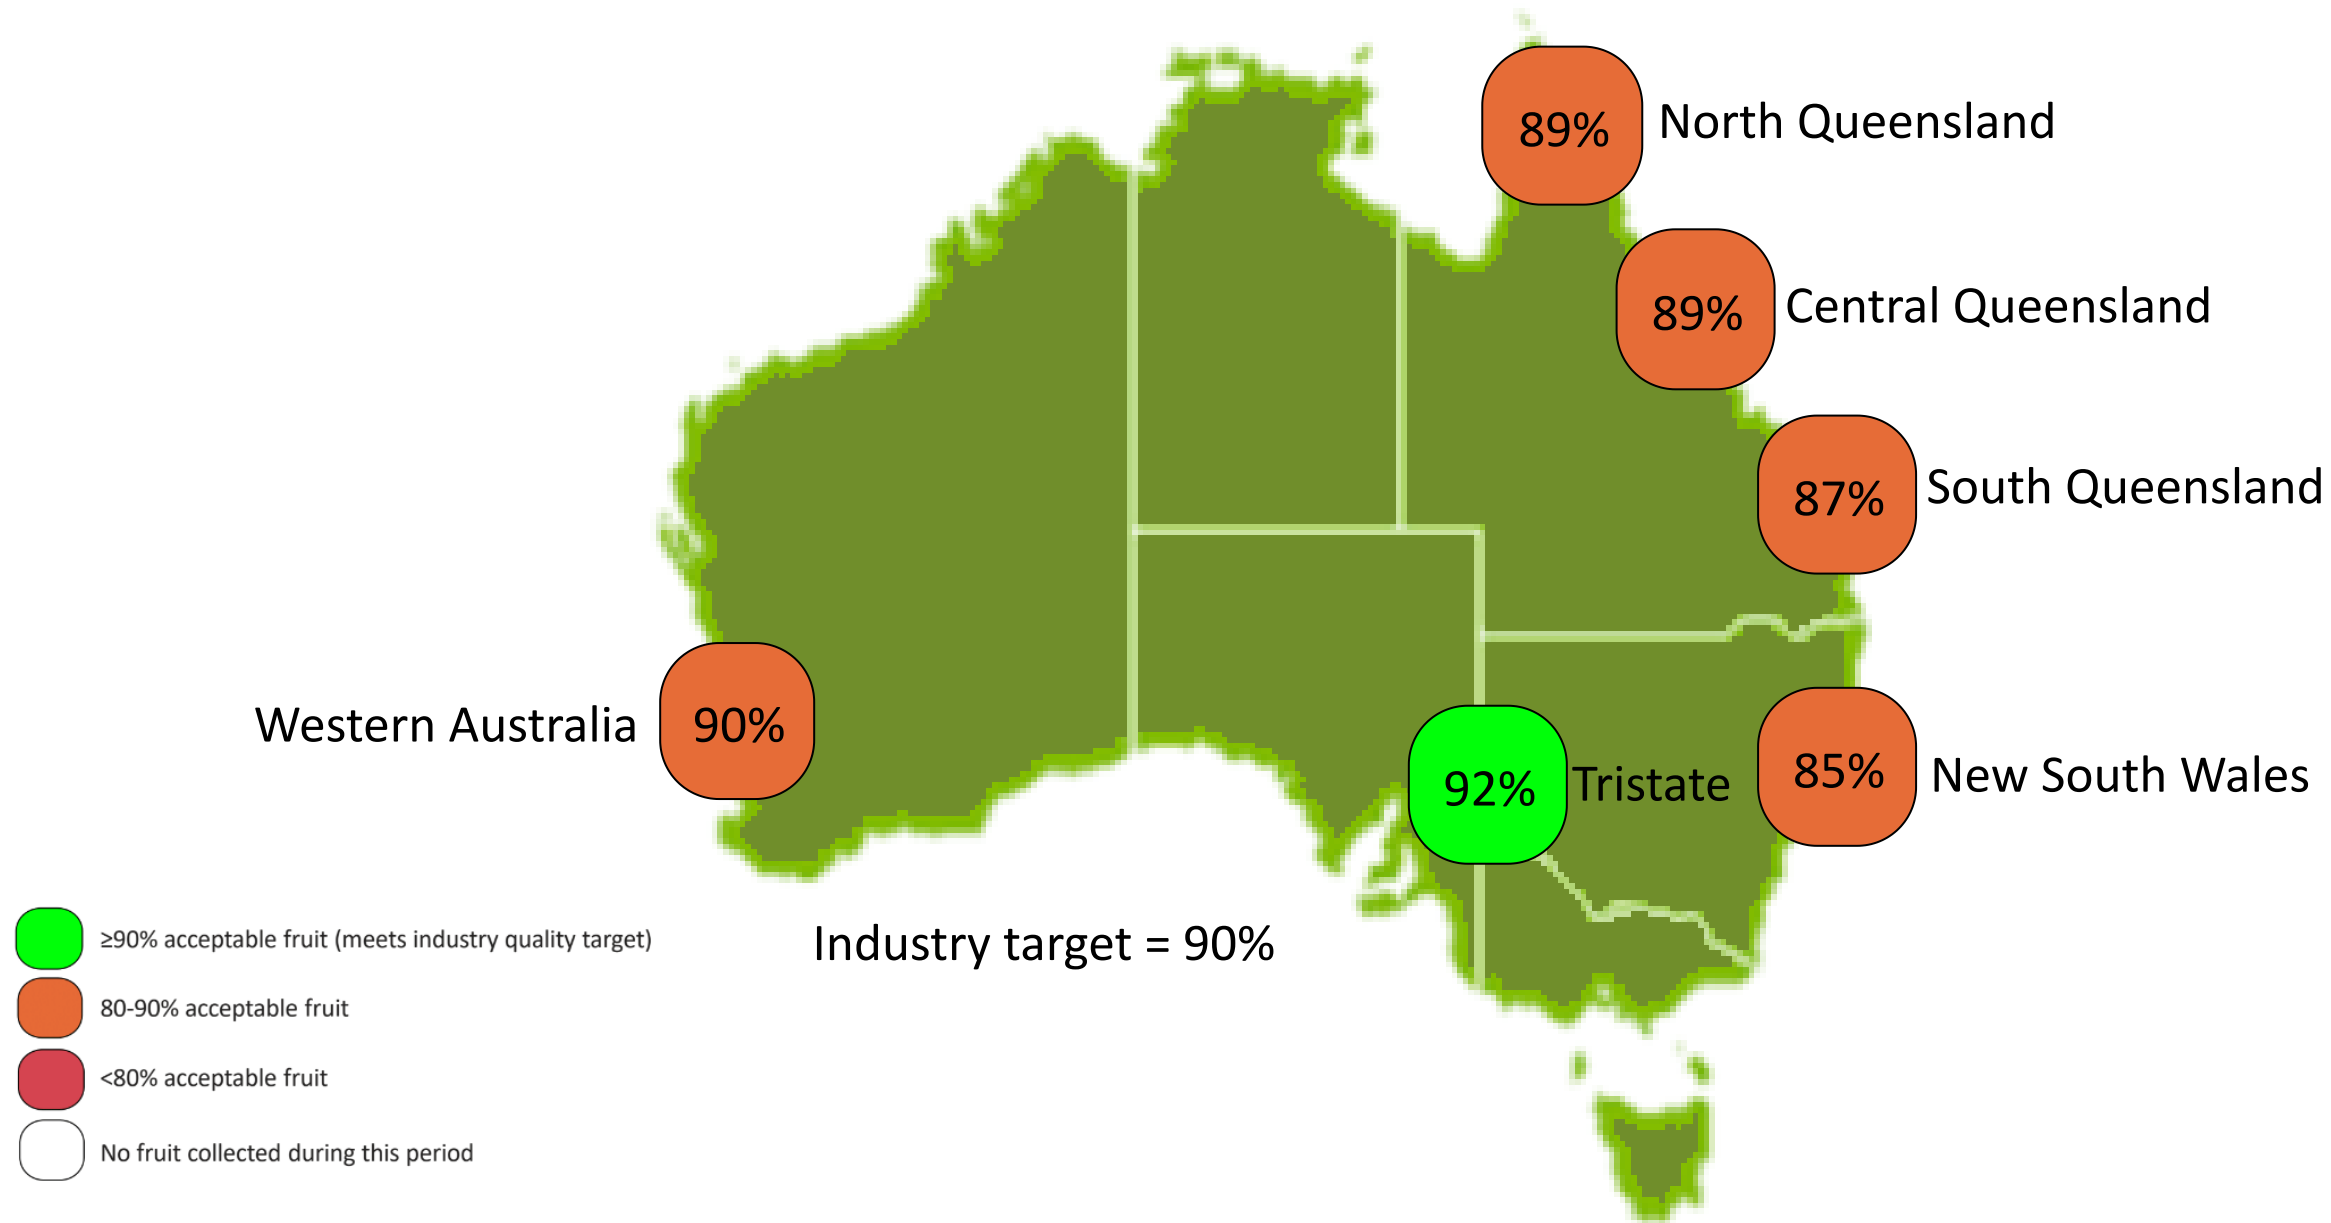 89%
North Queensland
89%
Central Queensland
87%
South Queensland
Western Australia
90%
92%
Tristate
85%
New South Wales
Industry target = 90%
≥90% acceptable fruit (meets industry quality target)
80-90% acceptable fruit
<80% acceptable fruit
No fruit collected during this period